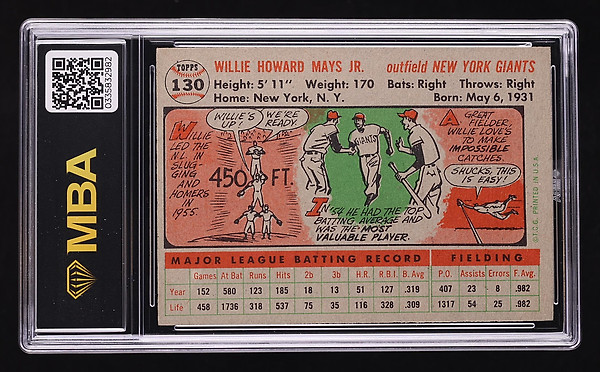 0335832982
MBA
TOPPS
130
WILLIE HOWARD MAYS JR.
outfield NEW YORK GIANTS
Height: 5' 11" Weight: 170 Bats: Right Throws: Right
Home: New York, N. Y. Born: May 6, 1931
WILLIE
LED THE
N.L. IN
SLUG-
GING AND
HOMERS IN
1955.
WILLIE'S
UP!
WE'RE
READY.
450 FT.
GIANTS
IN '54 HE HAD THE TOP
BATTING AVERAGE AND
WAS THE MOST
VALUABLE PLAYER.
A GREAT
FIELDER,
WILLIE LOVES
TO MAKE
IMPOSSIBLE
CATCHES.
SHUCKS, THIS
IS EASY!
©T.C.G. PRINTED IN U.S.A.
MAJOR LEAGUE BATTING RECORD FIELDING
Games At Bat Runs Hits 2b 3b H.R. R.B.I. B. Avg P.O. Assists Errors F. Avg.
Year 152 580 123 185 18 13 51 127 .319 407 23 8 .982
Life 458 1736 318 537 75 35 116 328 .309 1317 54 25 .982